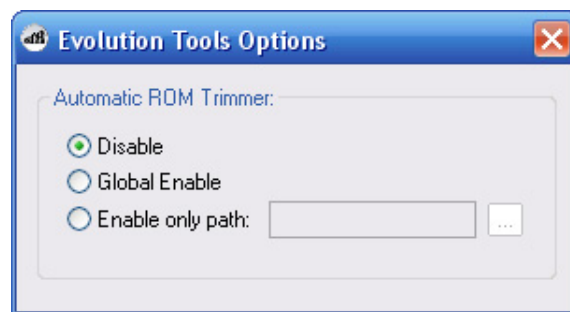 Evolution Tools Options
Automatic ROM Trimmer:
Disable
Global Enable
Enable only path:
...